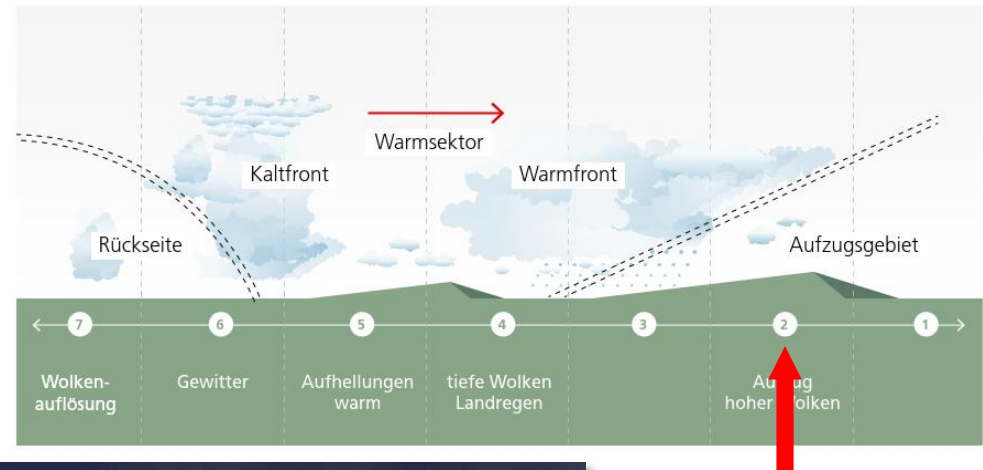 Warmsektor
Kaltfront
Warmfront
Rückseite
Aufzugsgebiet
7
6
5
4
3
2
1
Wolken-
auflösung
Gewitter
Aufhellungen
warm
tiefe Wolken
Landregen
hoher Wolken